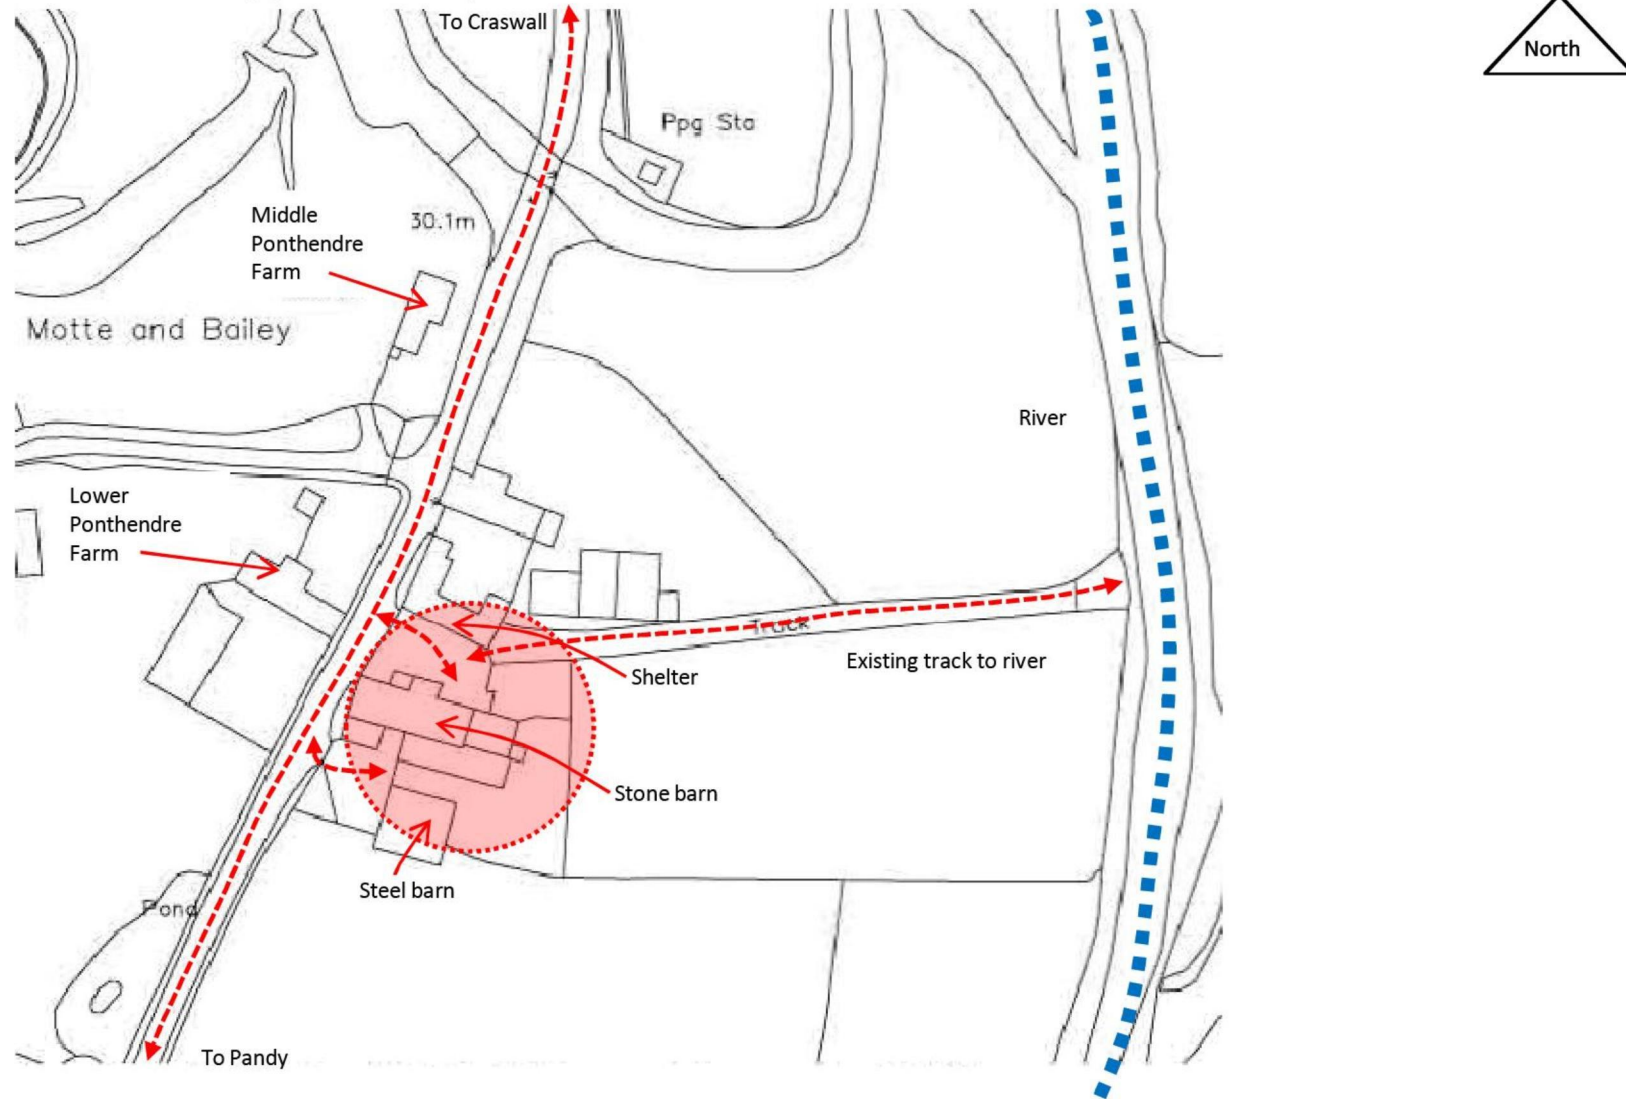 To Craswall
North
Ppg Sta
Middle
Ponthendre
Farm
30.1m
Motte and Bailey
River
Lower
Ponthendre
Farm
Track
Existing track to river
Shelter
Stone barn
Steel barn
Pond
To Pandy